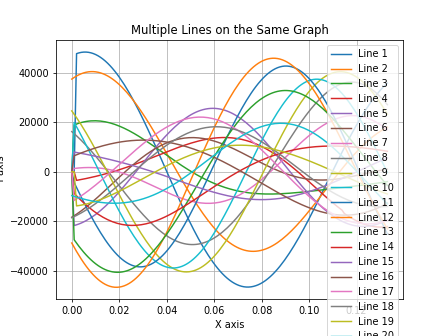 Multiple Lines on the Same Graph
40000
20000
0
−20000
−40000
0.00
0.02
0.04
0.06
0.08
0.10
X axis
Line 1
Line 2
Line 3
Line 4
Line 5
Line 6
Line 7
Line 8
Line 9
Line 10
Line 11
Line 12
Line 13
Line 14
Line 15
Line 16
Line 17
Line 18
Line 19
Line 20